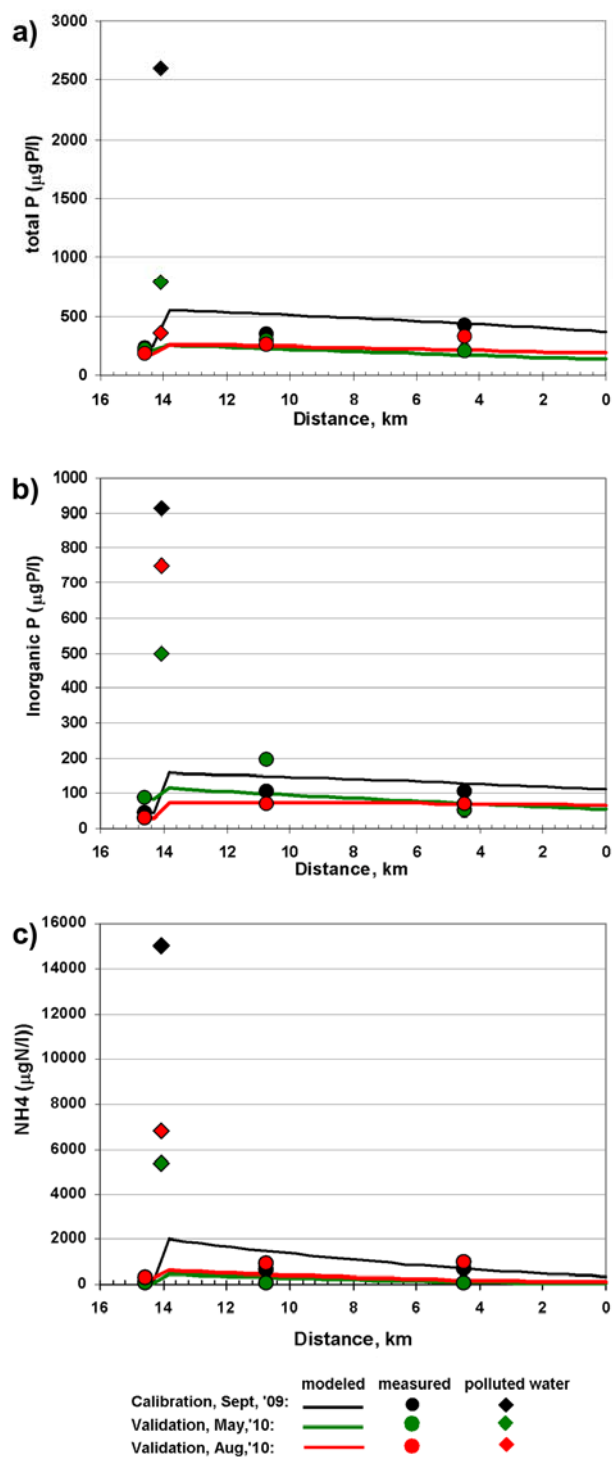 a)
total P (µgP/l)
3000
2500
2000
1500
1000
500
0
16 14 12 10 8 6 4 2 0
Distance, km
b)
Inorganic P (µgP/l)
1000
900
800
700
600
500
400
300
200
100
0
16 14 12 10 8 6 4 2 0
Distance, km
c)
NH4 (µgN/l))
16000
14000
12000
10000
8000
6000
4000
2000
0
16 14 12 10 8 6 4 2 0
Distance, km
modeled measured polluted water
Calibration, Sept, '09:
Validation, May,'10:
Validation, Aug,'10: